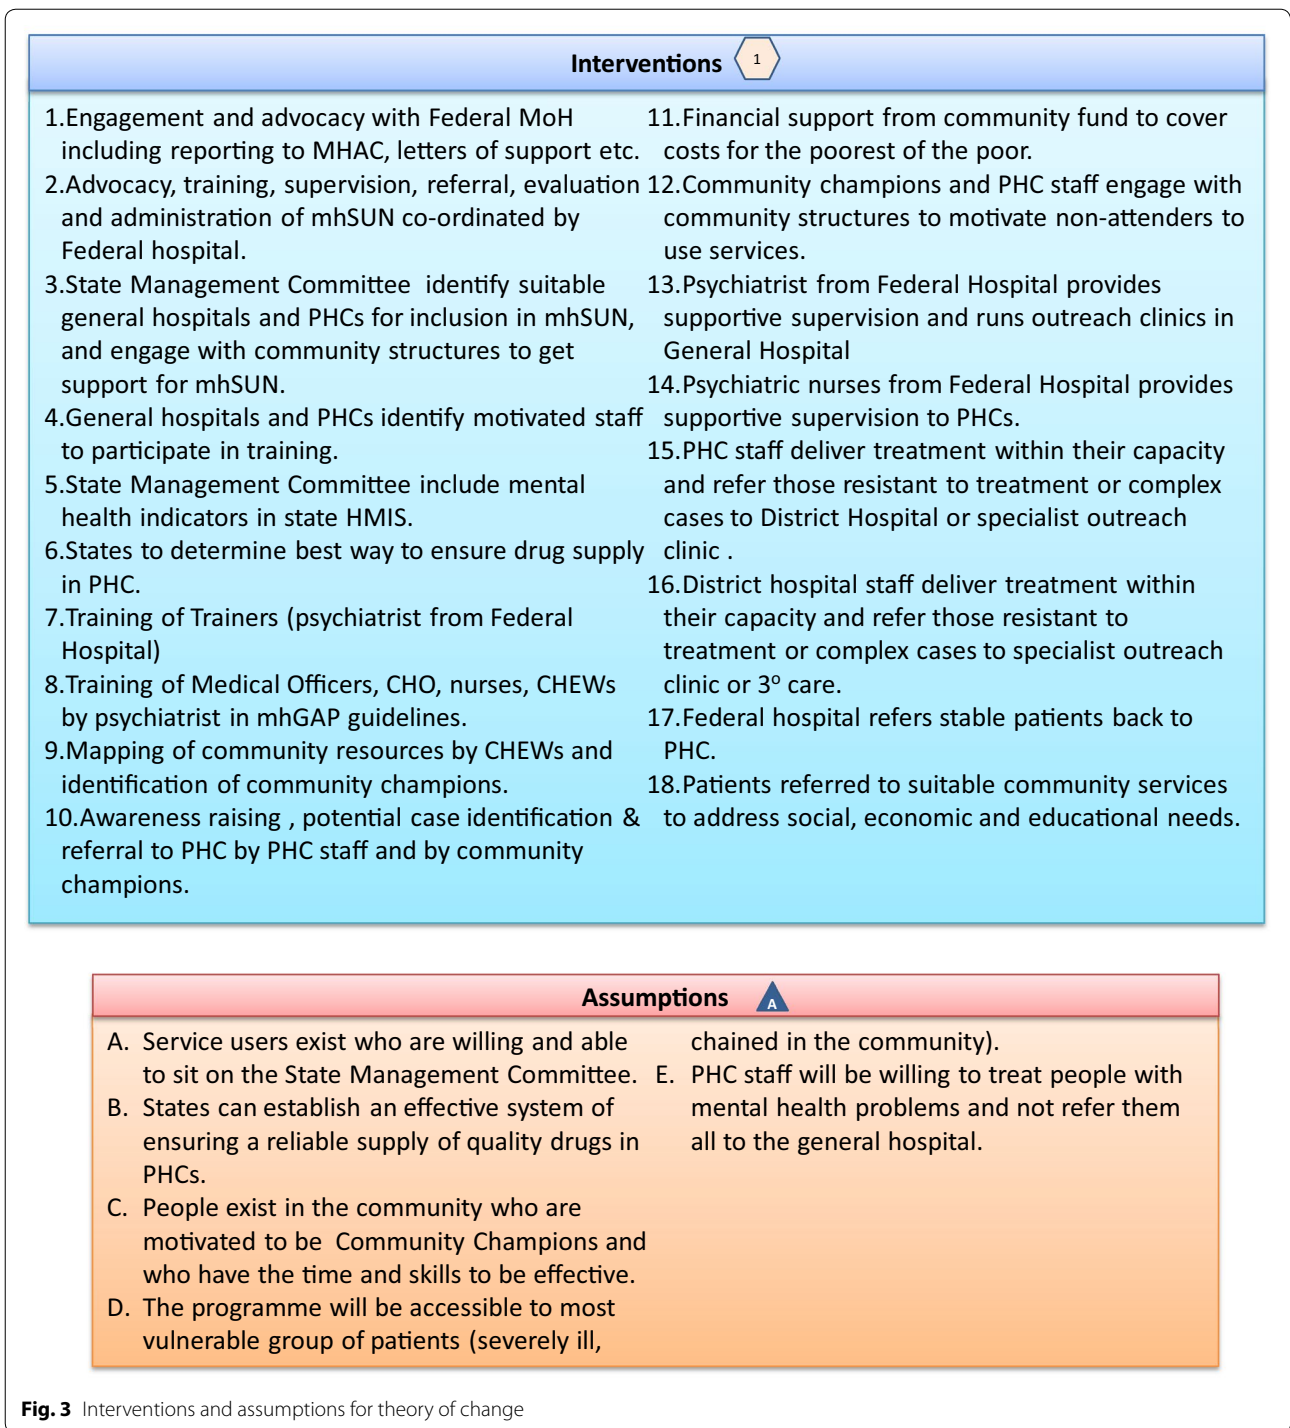 Interventions 1
1.Engagement and advocacy with Federal MoH
including reporting to MHAC, letters of support etc.
2.Advocacy, training, supervision, referral, evaluation
and administration of mhSUN co-ordinated by
Federal hospital.
3.State Management Committee identify suitable
general hospitals and PHCs for inclusion in mhSUN,
and engage with community structures to get
support for mhSUN.
4.General hospitals and PHCs identify motivated staff
to participate in training.
5.State Management Committee include mental
health indicators in state HMIS.
6.States to determine best way to ensure drug supply
in PHC.
7.Training of Trainers (psychiatrist from Federal
Hospital)
8.Training of Medical Officers, CHO, nurses, CHEWs
by psychiatrist in mhGAP guidelines.
9.Mapping of community resources by CHEWs and
identification of community champions.
10.Awareness raising , potential case identification &
referral to PHC by PHC staff and by community
champions.
11.Financial support from community fund to cover
costs for the poorest of the poor.
12.Community champions and PHC staff engage with
community structures to motivate non-attenders to
use services.
13.Psychiatrist from Federal Hospital provides
supportive supervision and runs outreach clinics in
General Hospital
14.Psychiatric nurses from Federal Hospital provides
supportive supervision to PHCs.
15.PHC staff deliver treatment within their capacity
and refer those resistant to treatment or complex
cases to District Hospital or specialist outreach
clinic .
16.District hospital staff deliver treatment within
their capacity and refer those resistant to
treatment or complex cases to specialist outreach
clinic or 3º care.
17.Federal hospital refers stable patients back to
PHC.
18.Patients referred to suitable community services
to address social, economic and educational needs.
Assumptions A
A. Service users exist who are willing and able
to sit on the State Management Committee.
B. States can establish an effective system of
ensuring a reliable supply of quality drugs in
PHCs.
C. People exist in the community who are
motivated to be Community Champions and
who have the time and skills to be effective.
D. The programme will be accessible to most
vulnerable group of patients (severely ill,
chained in the community).
E. PHC staff will be willing to treat people with
mental health problems and not refer them
all to the general hospital.
Fig. 3 Interventions and assumptions for theory of change